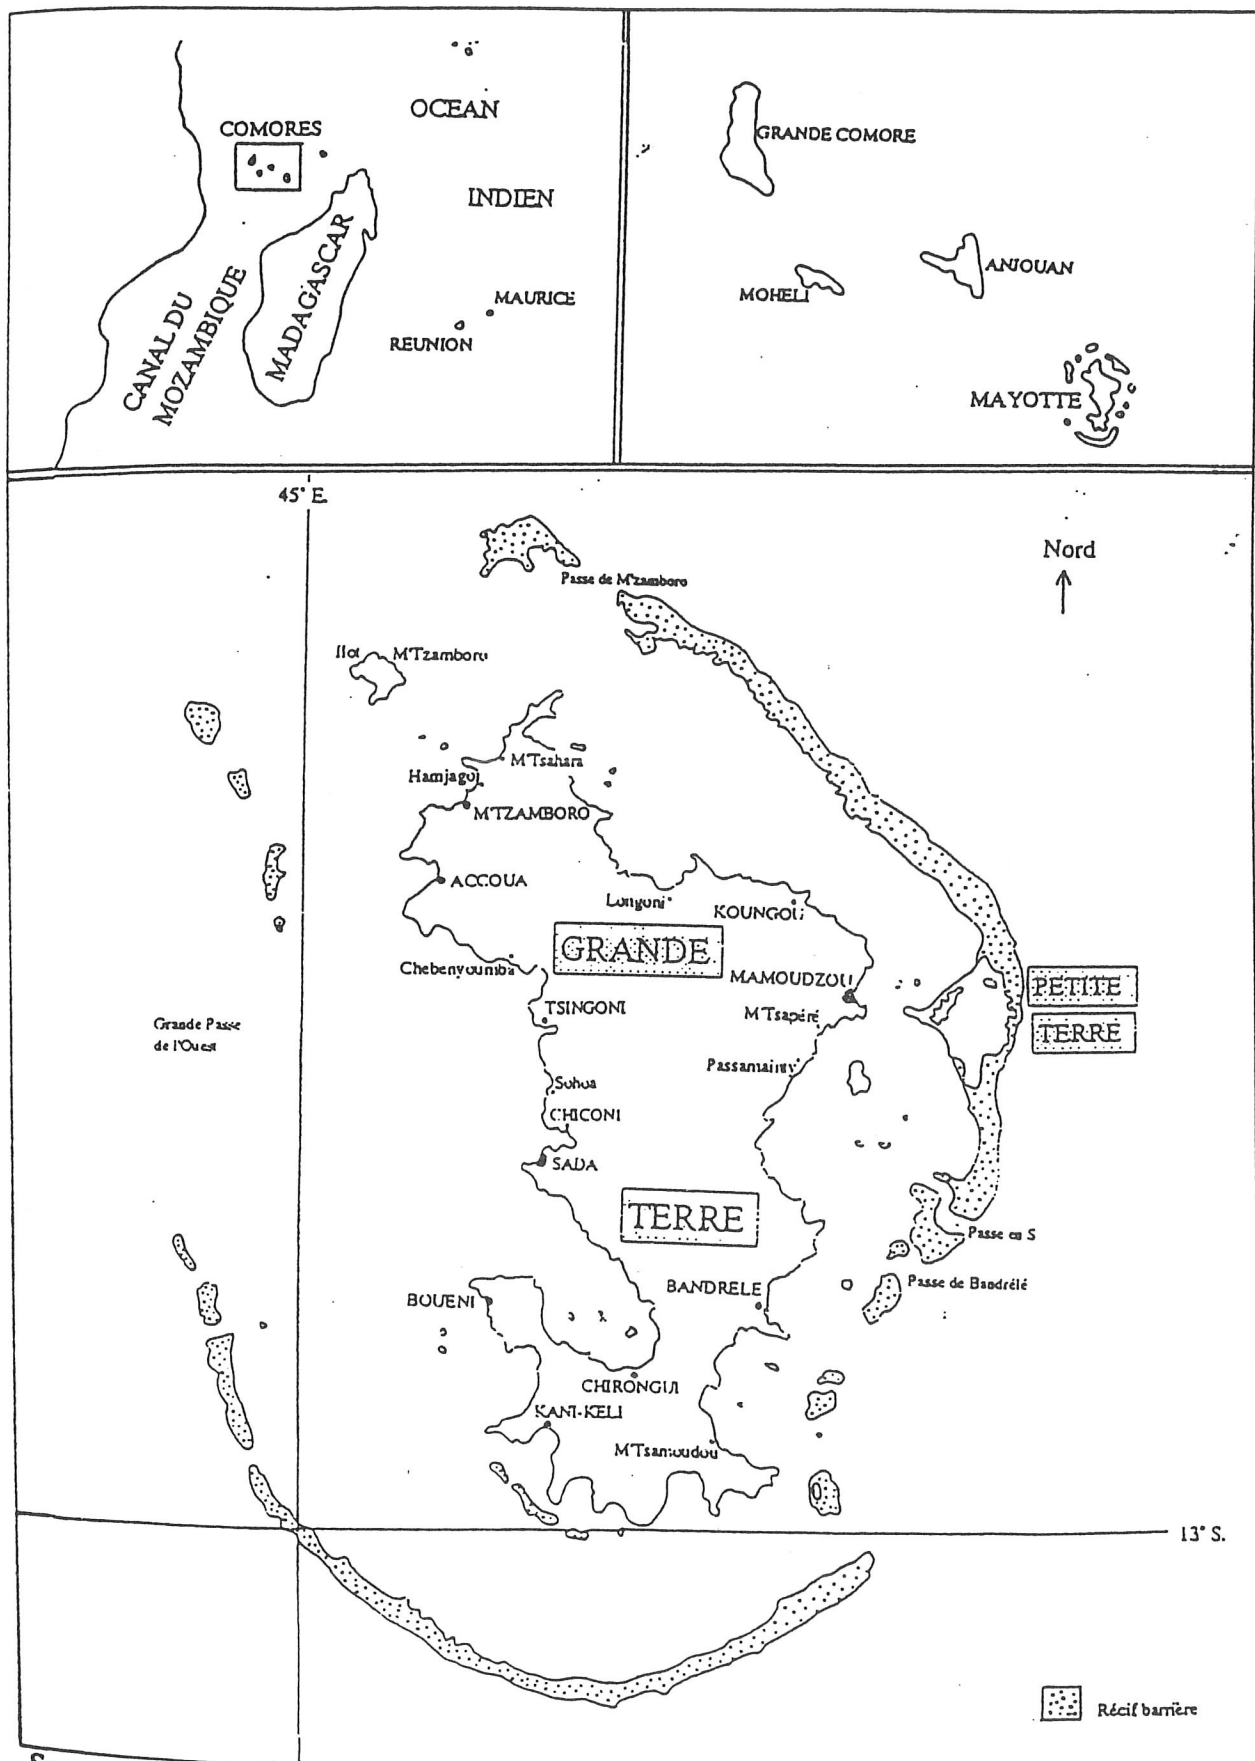 COMORES
OCEAN
INDIEN
CANAL DU
MOZAMBIQUE
MADAGASCAR
MAURICE
REUNION
GRANDE COMORE
MOHELI
ANJOUAN
MAYOTTE
45° E.
Nord
Passe de M'zamboro
Ilot M'Tzamboro
M'Tsahara
Hamjago
M'TZAMBORO
ACCOUA
Longoni
KOUNGOU
GRANDE
Chebenyoumba
MAMOUDZOU
PETITE
TSINGONI
M'Tsapéré
TERRE
Grande Passe
de l'Ouest
Passamainty
Sohoa
CHICONI
SADA
TERRE
Passe en S
BANDRELE
Passe de Bandrélé
BOUENI
CHIRONGUI
KANI-KELI
M'Tsamoudou
13° S.
Récif barrière
S